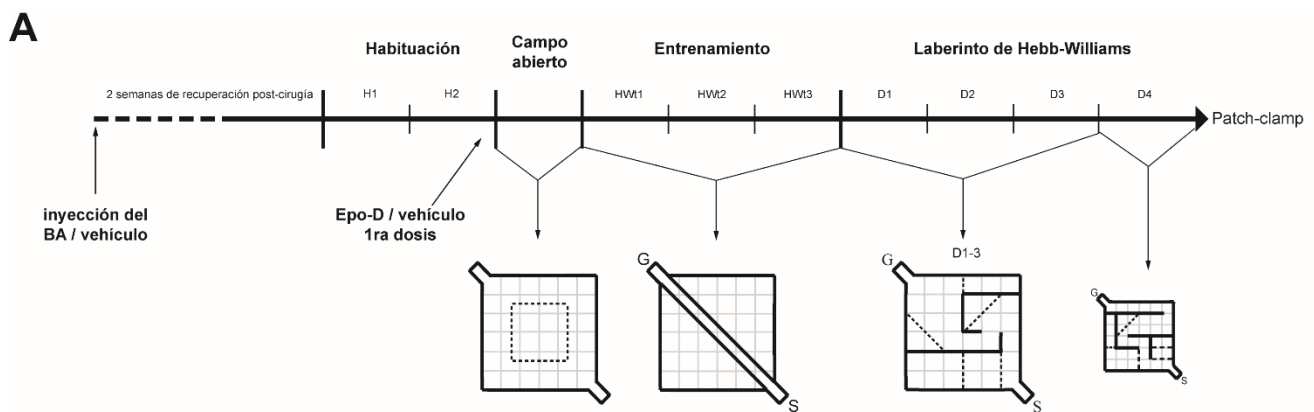 A
Habituación
Campo
abierto
Entrenamiento
Laberinto de Hebb-Williams
2 semanas de recuperación post-cirugía
H1
H2
HWt1
HWt2
HWt3
D1
D2
D3
D4
Patch-clamp
inyección del
BA / vehículo
Epo-D / vehículo
1ra dosis
D1-3
G
S
G
S
G
S